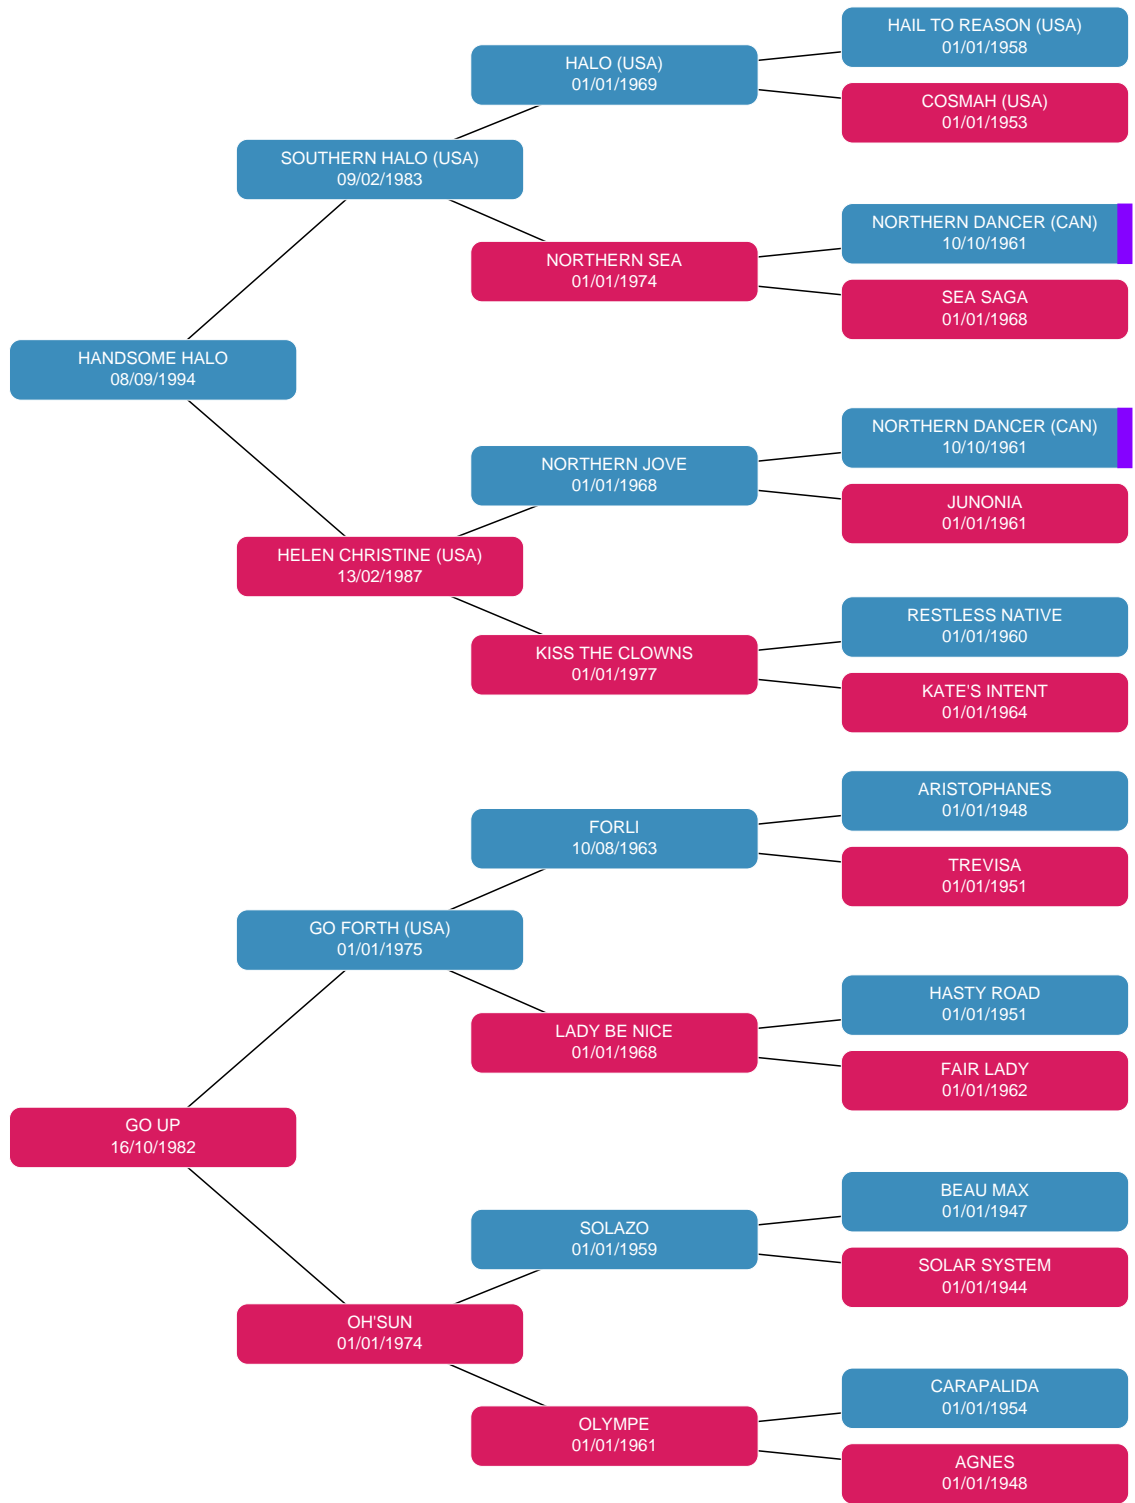 HAIL TO REASON (USA)
01/01/1958
HALO (USA)
01/01/1969
COSMAH (USA)
01/01/1953
SOUTHERN HALO (USA)
09/02/1983
NORTHERN DANCER (CAN)
10/10/1961
NORTHERN SEA
01/01/1974
SEA SAGA
01/01/1968
HANDSOME HALO
08/09/1994
NORTHERN DANCER (CAN)
10/10/1961
NORTHERN JOVE
01/01/1968
JUNONIA
01/01/1961
HELEN CHRISTINE (USA)
13/02/1987
RESTLESS NATIVE
01/01/1960
KISS THE CLOWNS
01/01/1977
KATE'S INTENT
01/01/1964
ARISTOPHANES
01/01/1948
FORLI
10/08/1963
TREVISA
01/01/1951
GO FORTH (USA)
01/01/1975
HASTY ROAD
01/01/1951
LADY BE NICE
01/01/1968
FAIR LADY
01/01/1962
GO UP
16/10/1982
BEAU MAX
01/01/1947
SOLAZO
01/01/1959
SOLAR SYSTEM
01/01/1944
OH'SUN
01/01/1974
CARAPALIDA
01/01/1954
OLYMPE
01/01/1961
AGNES
01/01/1948